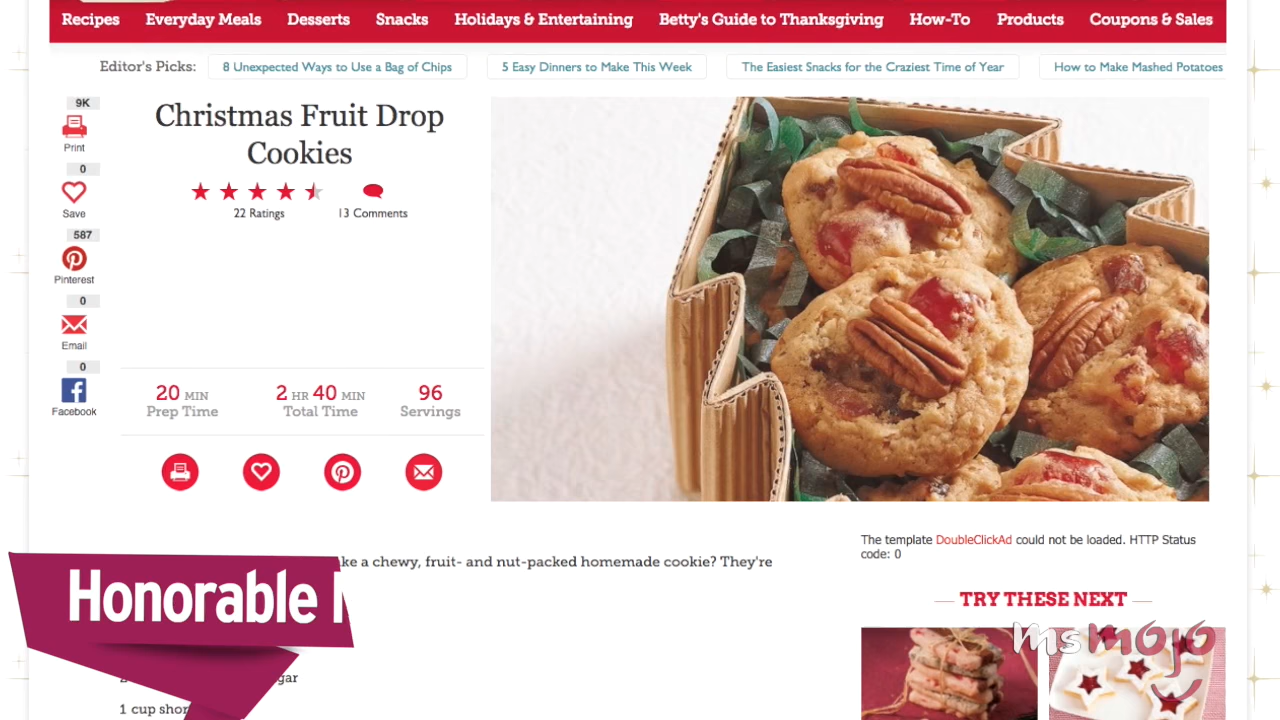 Recipes Everyday Meals Desserts Snacks Holidays & Entertaining Betty's Guide to Thanksgiving How-To Products Coupons & Sales
Editor's Picks: 8 Unexpected Ways to Use a Bag of Chips 5 Easy Dinners to Make This Week The Easiest Snacks for the Craziest Time of Year How to Make Mashed Potatoes
9K
Print
0
Save
587
Pinterest
0
Email
0
Facebook
Christmas Fruit Drop
Cookies
22 Ratings 13 Comments
20 MIN 2 HR 40 MIN 96
Prep Time Total Time Servings
ke a chewy, fruit- and nut-packed homemade cookie? They're
Honorable
1 cup shor
The template DoubleClickAd could not be loaded. HTTP Status
code: 0
TRY THESE NEXT
msmojo